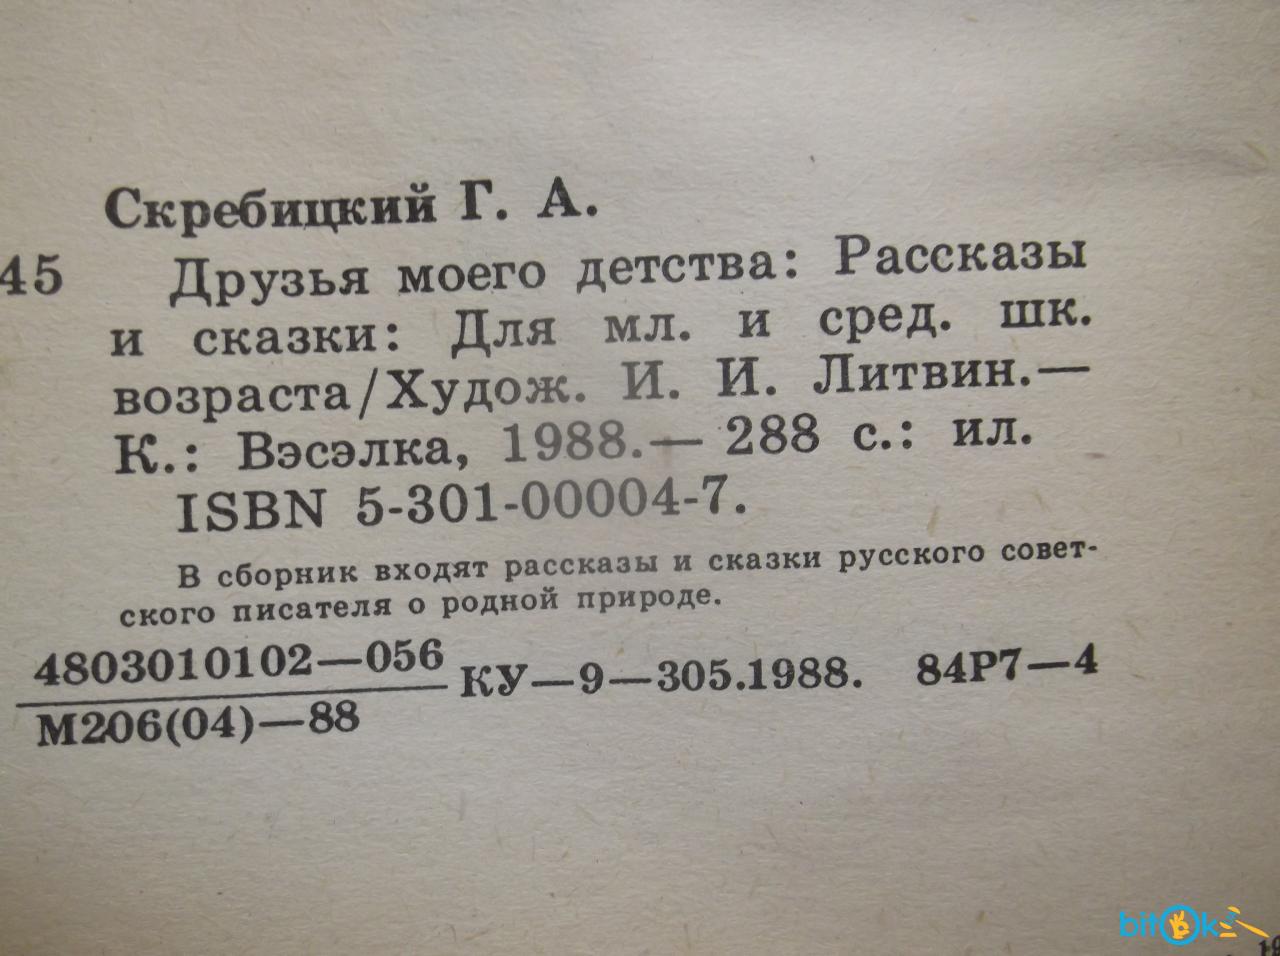 Скребицкий Г. А.
45 Друзья моего детства: Рассказы
и сказки: Для мл. и сред. шк.
возраста/Худож. И. И. Литвин.—
К.: Вэсэлка, 1988.— 288 с.: ил.
ISBN 5-301-00004-7.
В сборник входят рассказы и сказки русского совет-
ского писателя о родной природе.
4803010102—056
М206(04)—88
КУ—9—305.1988. 84Р7—4